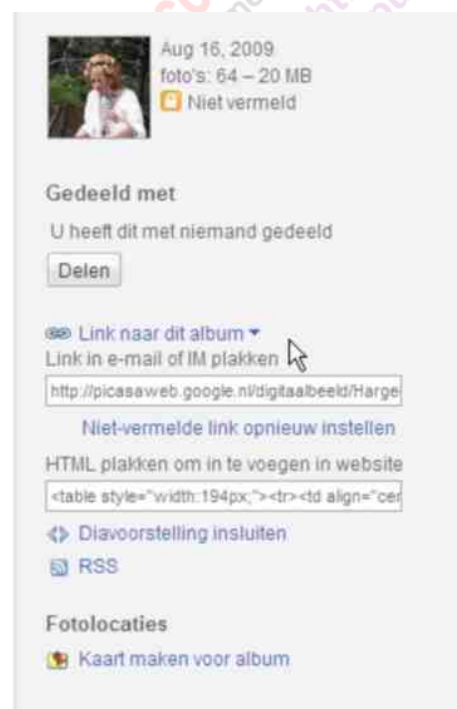 Aug 16, 2009
foto's: 64 – 20 MB
Niet vermeld
Gedeeld met
U heeft dit met niemand gedeeld
Delen
Link naar dit album
Link in e-mail of IM plakken
http://picasaweb.google.nl/digitaalbeeld/Harge
Niet-vermelde link opnieuw instellen
HTML plakken om in te voegen in website
<table style="width:194px;"><tr><td align="cer
Diavoorstelling insluiten
RSS
Fotolocaties
Kaart maken voor album